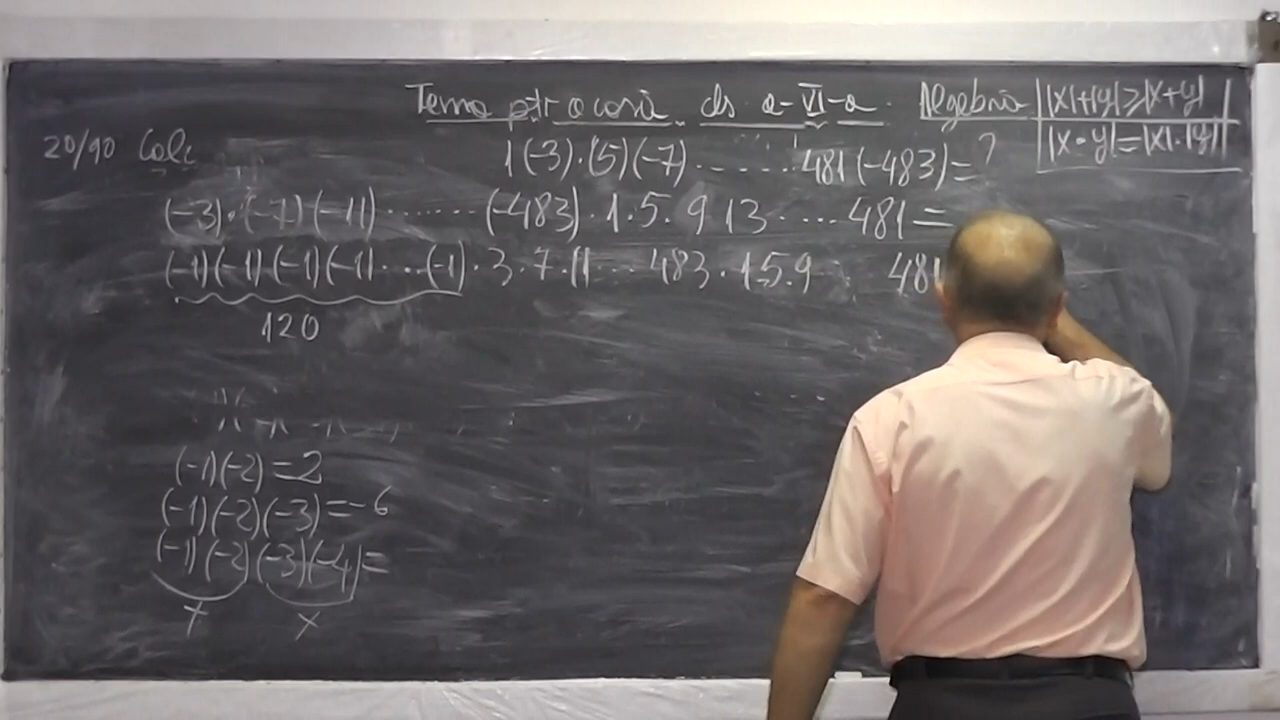 Tema ptr acasă cls a-VI-a Algebră
|x|+|y|≥|x+y|
|x·y|=|x|·|y|
20/90 Calc
1(-3)·(5)(-7)·.....·481(-483)=?
(-3)·(-7)(-11)·.......(-483)·1·5·9·13·....481=
(-1)(-1)(-1)(-1)...(-1)·3·7·11...483·1·5·9 481
120
(-1)(-2)=2
(-1)(-2)(-3)=-6
(-1)(-2)(-3)(-4)=
+ x